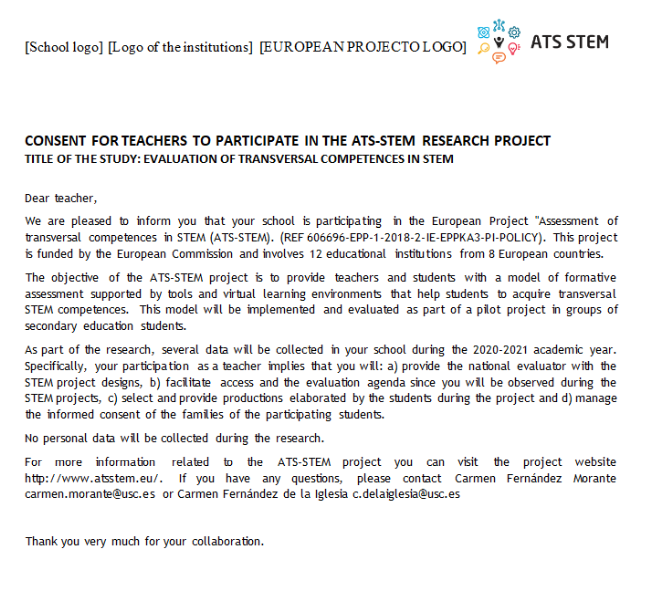 [School logo] [Logo of the institutions] [EUROPEAN PROJECTO LOGO] ATS STEM
CONSENT FOR TEACHERS TO PARTICIPATE IN THE ATS-STEM RESEARCH PROJECT
TITLE OF THE STUDY: EVALUATION OF TRANSVERSAL COMPETENCES IN STEM
Dear teacher,
We are pleased to inform you that your school is participating in the European Project "Assessment of
transversal competences in STEM (ATS-STEM). (REF 606696-EPP-1-2018-2-IE-EPPKA3-PI-POLICY). This project
is funded by the European Commission and involves 12 educational institutions from 8 European countries.
The objective of the ATS-STEM project is to provide teachers and students with a model of formative
assessment supported by tools and virtual learning environments that help students to acquire transversal
STEM competences. This model will be implemented and evaluated as part of a pilot project in groups of
secondary education students.
As part of the research, several data will be collected in your school during the 2020-2021 academic year.
Specifically, your participation as a teacher implies that you will: a) provide the national evaluator with the
STEM project designs, b) facilitate access and the evaluation agenda since you will be observed during the
STEM projects, c) select and provide productions elaborated by the students during the project and d) manage
the informed consent of the families of the participating students.
No personal data will be collected during the research.
For more information related to the ATS-STEM project you can visit the project website
http://www.atsstem.eu/. If you have any questions, please contact Carmen Fernández Morante
carmen.morante@usc.es or Carmen Fernández de la Iglesia c.delaiglesia@usc.es
Thank you very much for your collaboration.